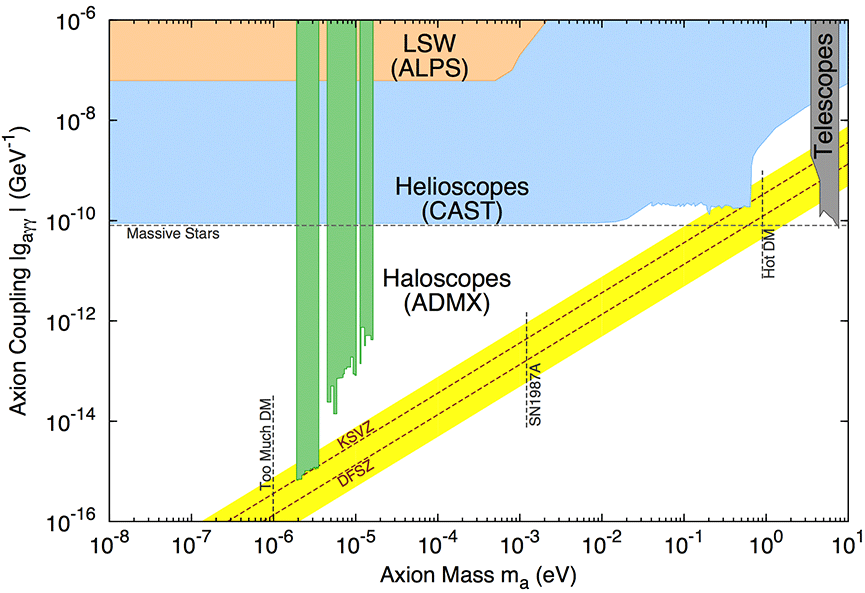 10⁻⁶
10⁻⁸
10⁻¹⁰
10⁻¹²
10⁻¹⁴
10⁻¹⁶
Axion Coupling |gₐᵧᵧ| (GeV⁻¹)
LSW
(ALPS)
Helioscopes
(CAST)
Massive Stars
Haloscopes
(ADMX)
Telescopes
Hot DM
SN1987A
Too Much DM
KSVZ
DFSZ
10⁻⁸ 10⁻⁷ 10⁻⁶ 10⁻⁵ 10⁻⁴ 10⁻³ 10⁻² 10⁻¹ 10⁰ 10¹
Axion Mass mₐ (eV)